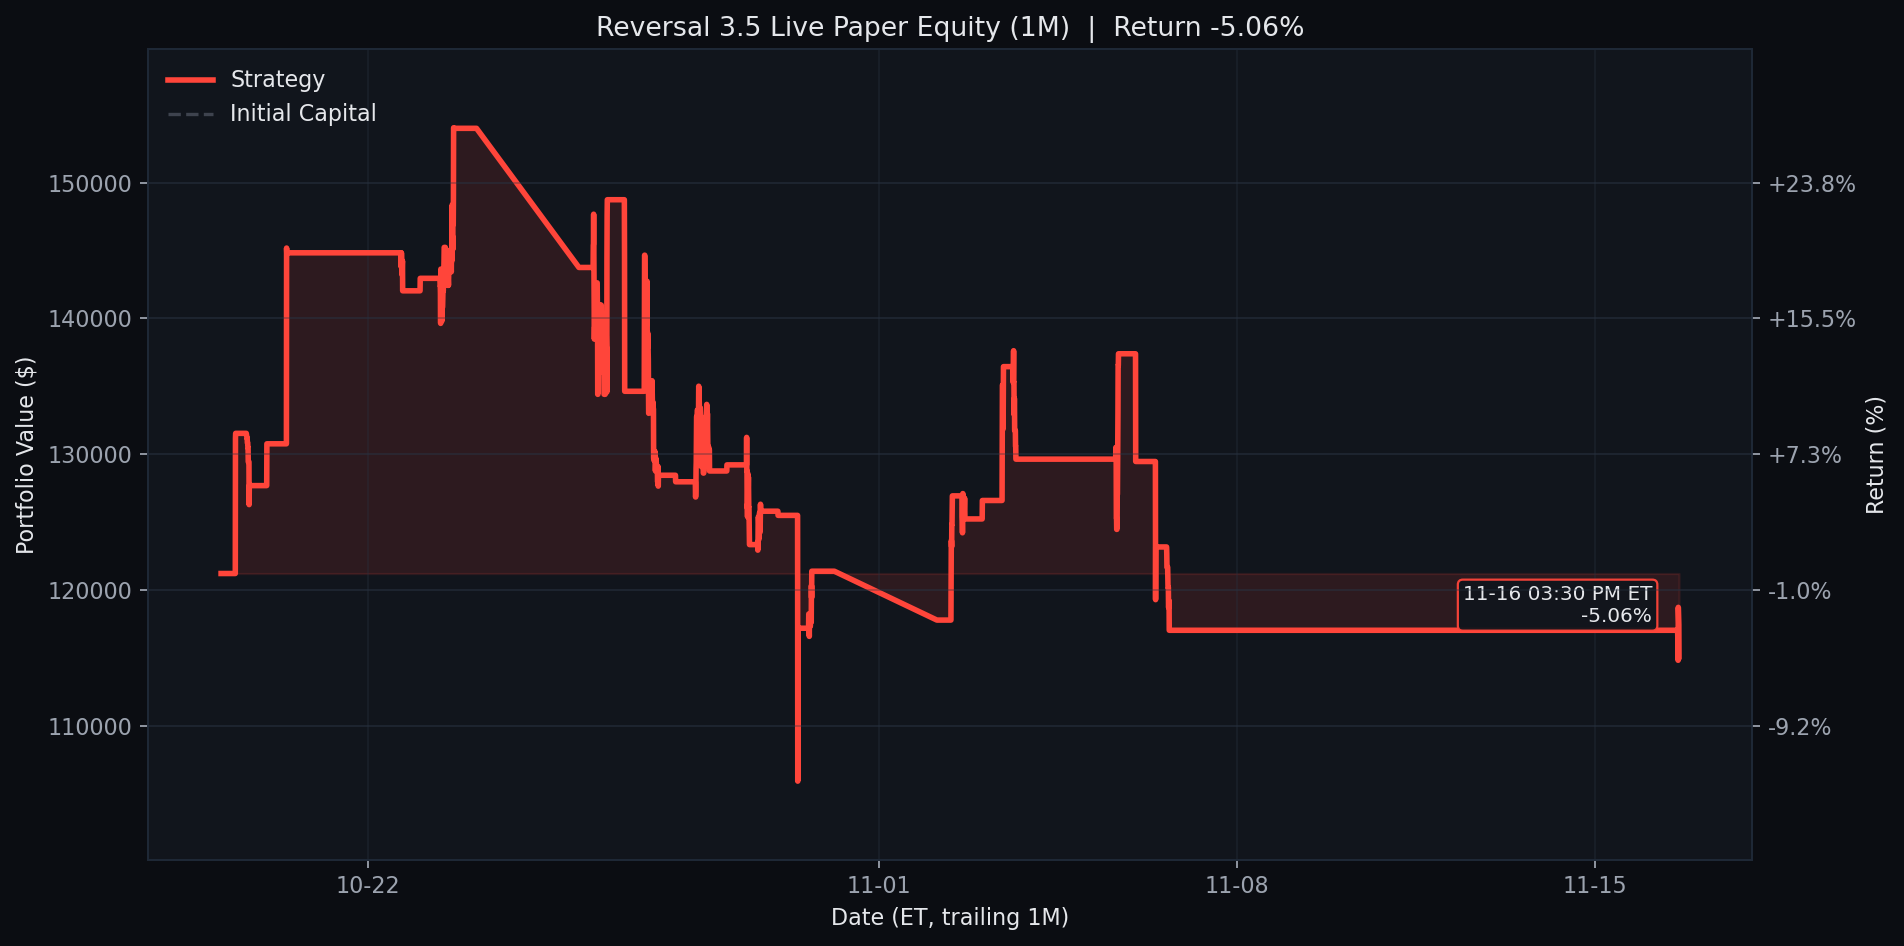 Reversal 3.5 Live Paper Equity (1M)  |  Return -5.06%
Strategy
Initial Capital
Portfolio Value ($)
150000
140000
130000
120000
110000
+23.8%
+15.5%
+7.3%
-1.0%
-9.2%
Return (%)
11-16 03:30 PM ET
-5.06%
10-22
11-01
11-08
11-15
Date (ET, trailing 1M)